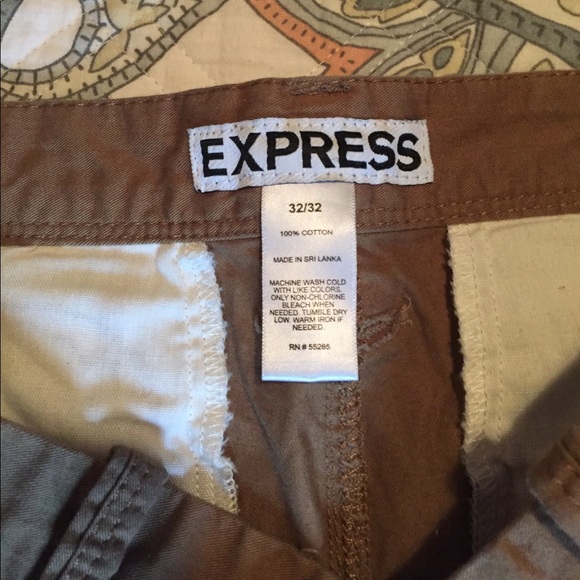 EXPRESS
32/32
100% COTTON
MADE IN SRI LANKA
MACHINE WASH COLD
WITH LIKE COLORS.
ONLY NON-CHLORINE
BLEACH WHEN
NEEDED. TUMBLE DRY
LOW. WARM IRON IF
NEEDED.
RN # 55285